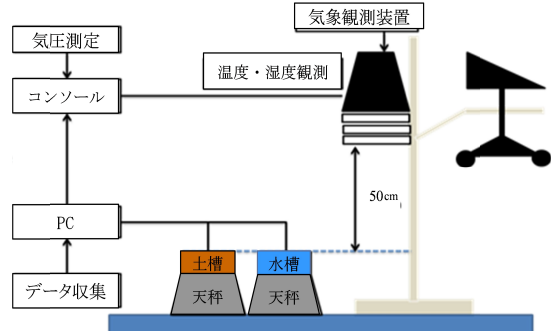 気象観測装置
気圧測定
温度・湿度観測
コンソール
50cm
PC
土槽
水槽
データ収集
天秤
天秤